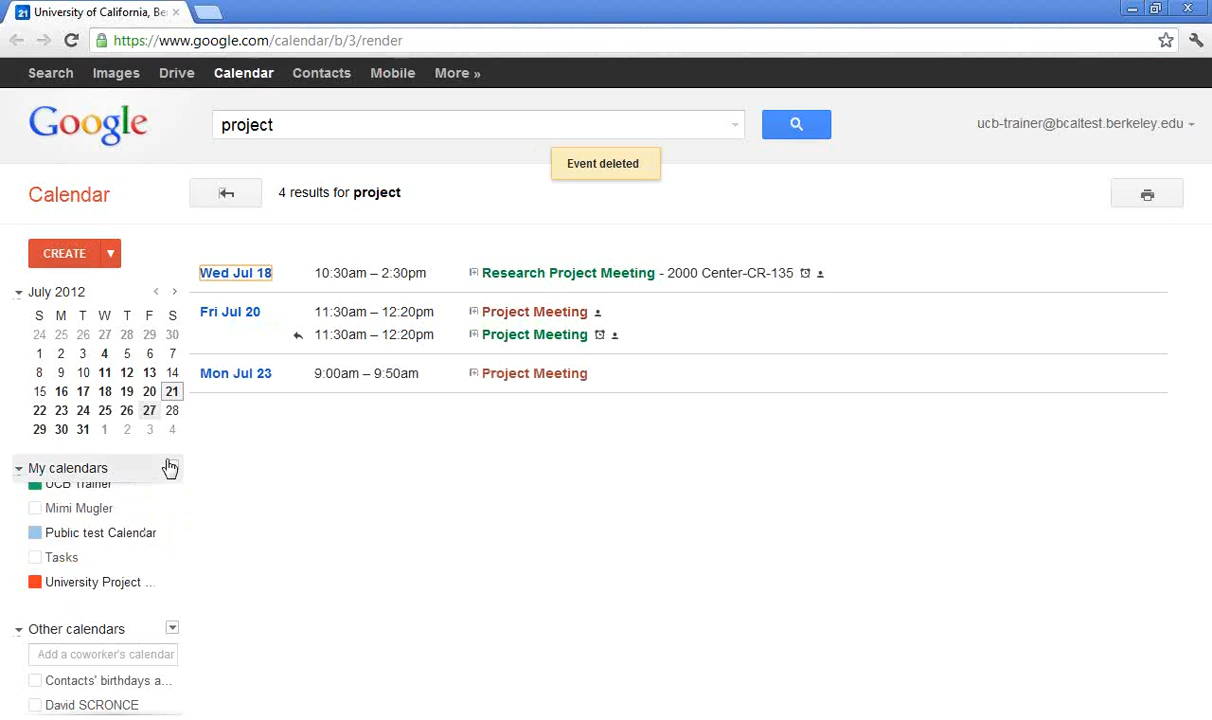 21 University of California, Be
https://www.google.com/calendar/b/3/render
Search Images Drive Calendar Contacts Mobile More »
Google
project
ucb-trainer@bcaltest.berkeley.edu
Event deleted
Calendar
4 results for project
CREATE
July 2012
S M T W T F S
24 25 26 27 28 29 30
1 2 3 4 5 6 7
8 9 10 11 12 13 14
15 16 17 18 19 20 21
22 23 24 25 26 27 28
29 30 31 1 2 3 4
Wed Jul 18 10:30am – 2:30pm Research Project Meeting - 2000 Center-CR-135
Fri Jul 20 11:30am – 12:20pm Project Meeting
11:30am – 12:20pm Project Meeting
Mon Jul 23 9:00am – 9:50am Project Meeting
My calendars
UCB Trainer
Mimi Mugler
Public test Calendar
Tasks
University Project ...
Other calendars
Add a coworker's calendar
Contacts' birthdays a...
David SCRONCE